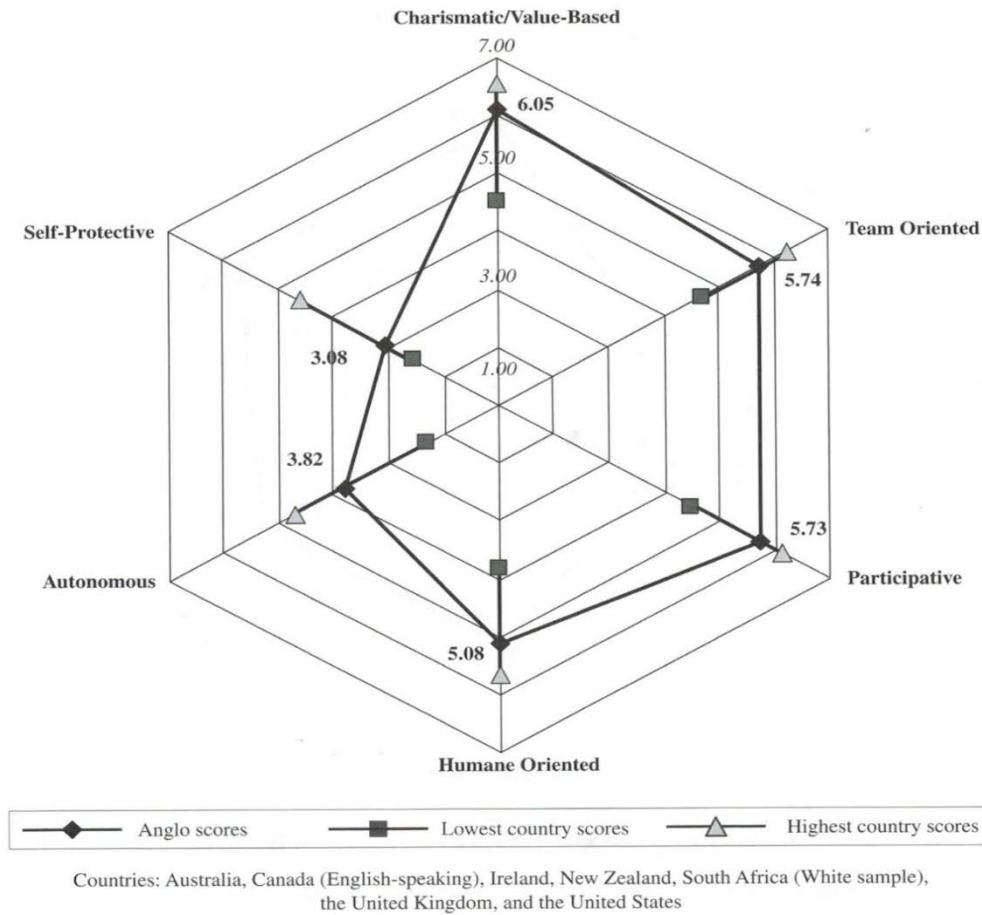 Charismatic/Value-Based
7.00
6.05
5.00
Self-Protective
Team Oriented
5.74
3.00
3.08
1.00
3.82
5.73
Autonomous
Participative
5.08
Humane Oriented
Anglo scores
Lowest country scores
Highest country scores
Countries: Australia, Canada (English-speaking), Ireland, New Zealand, South Africa (White sample),
the United Kingdom, and the United States